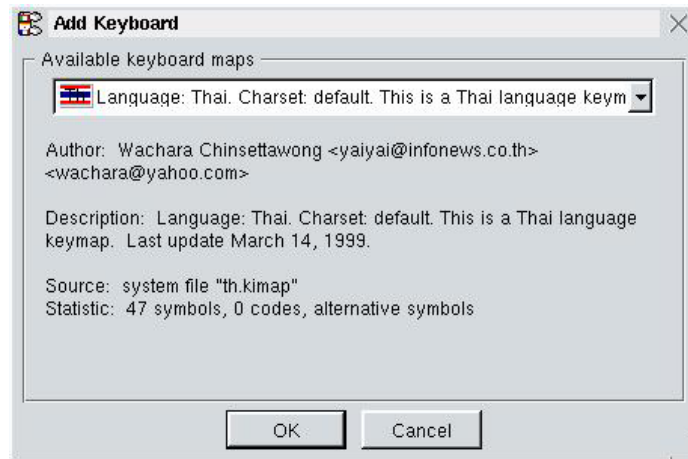 Add Keyboard
Available keyboard maps
Th Language: Thai. Charset: default. This is a Thai language keym
Author: Wachara Chinsettawong <yaiyai@infonews.co.th>
<wachara@yahoo.com>
Description: Language: Thai. Charset: default. This is a Thai language
keymap. Last update March 14, 1999.
Source: system file "th.kimap"
Statistic: 47 symbols, 0 codes, alternative symbols
OK
Cancel